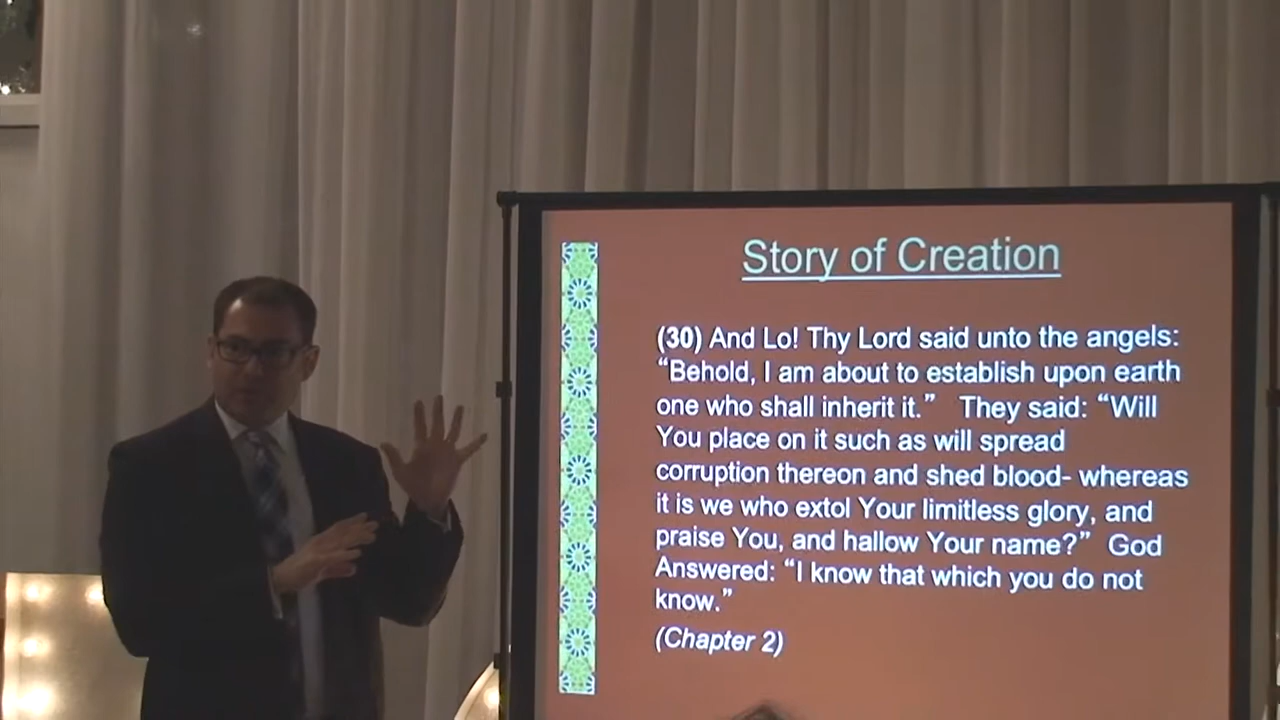 Story of Creation
(30) And Lo! Thy Lord said unto the angels:
“Behold, I am about to establish upon earth
one who shall inherit it.” They said: “Will
You place on it such as will spread
corruption thereon and shed blood- whereas
it is we who extol Your limitless glory, and
praise You, and hallow Your name?” God
Answered: “I know that which you do not
know.”
(Chapter 2)